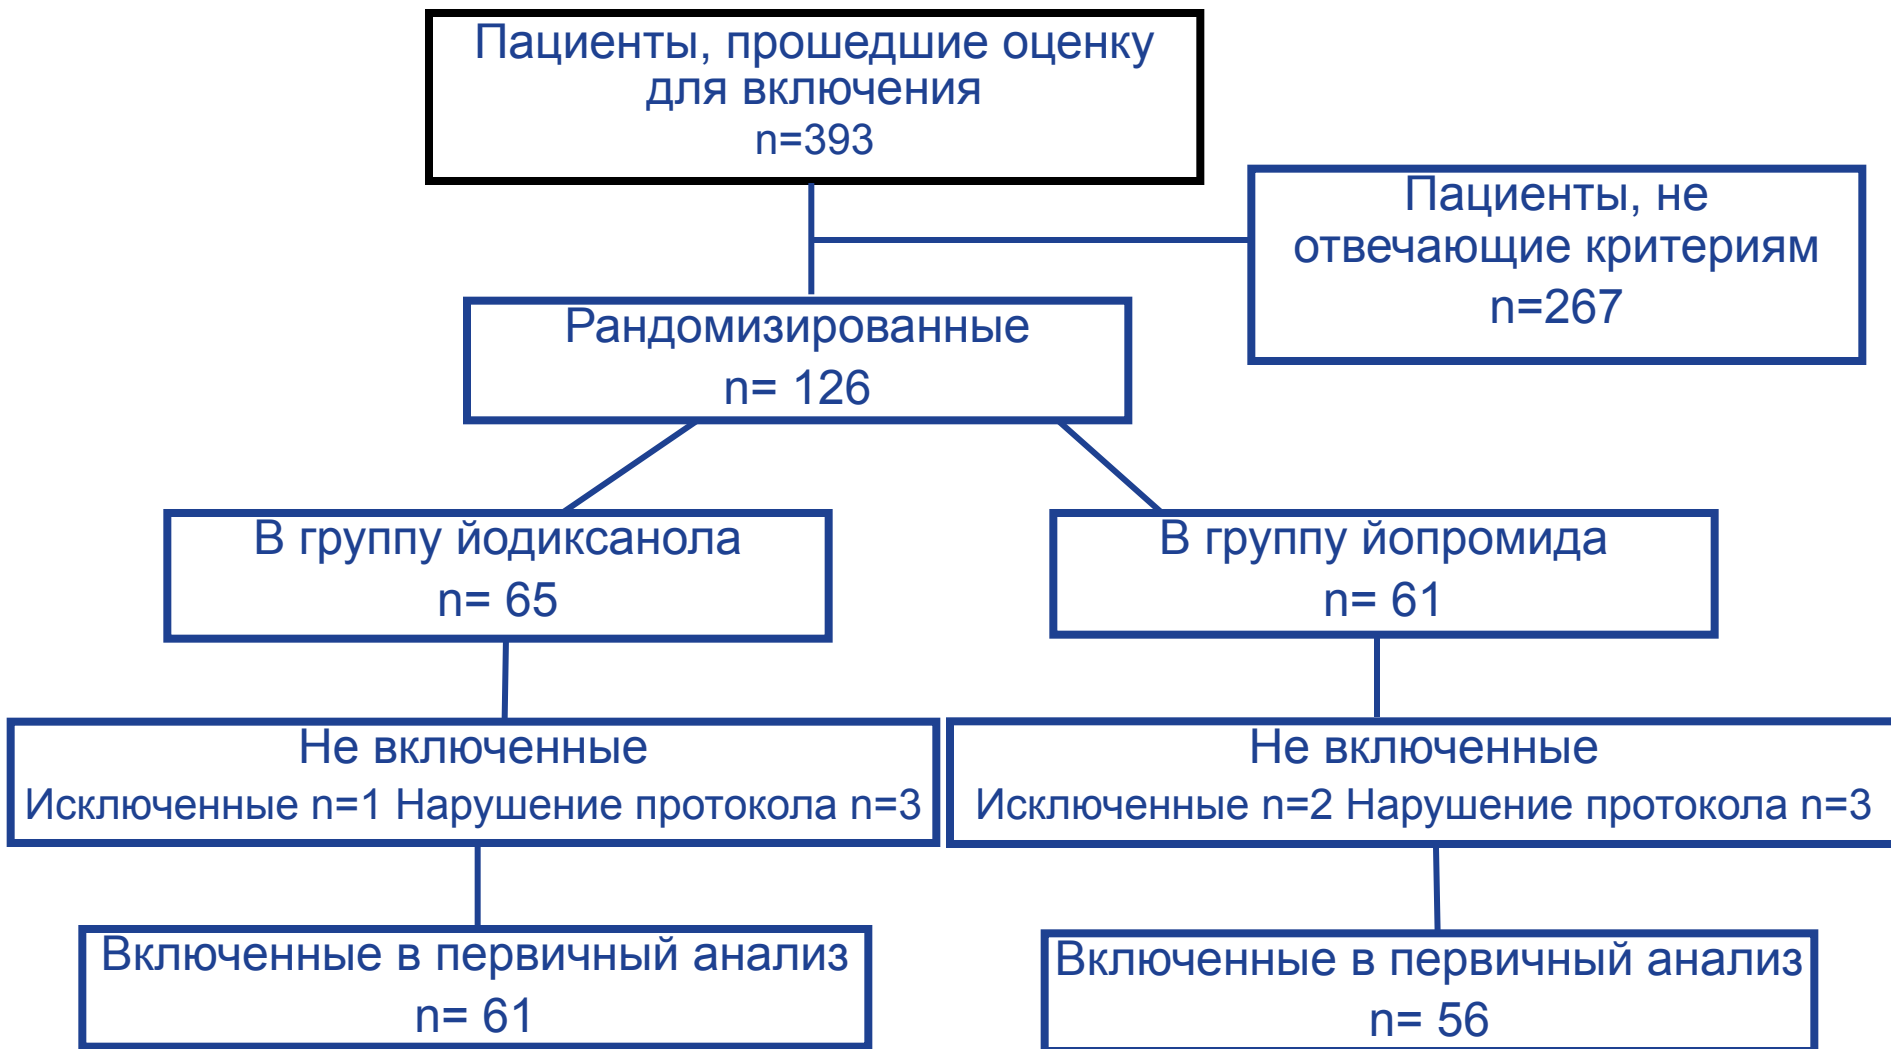 Пациенты, прошедшие оценку
для включения
n=393
Пациенты, не
отвечающие критериям
n=267
Рандомизированные
n= 126
В группу йодиксанола
n= 65
В группу йопромида
n= 61
Не включенные
Исключенные n=1 Нарушение протокола n=3
Не включенные
Исключенные n=2 Нарушение протокола n=3
Включенные в первичный анализ
n= 61
Включенные в первичный анализ
n= 56